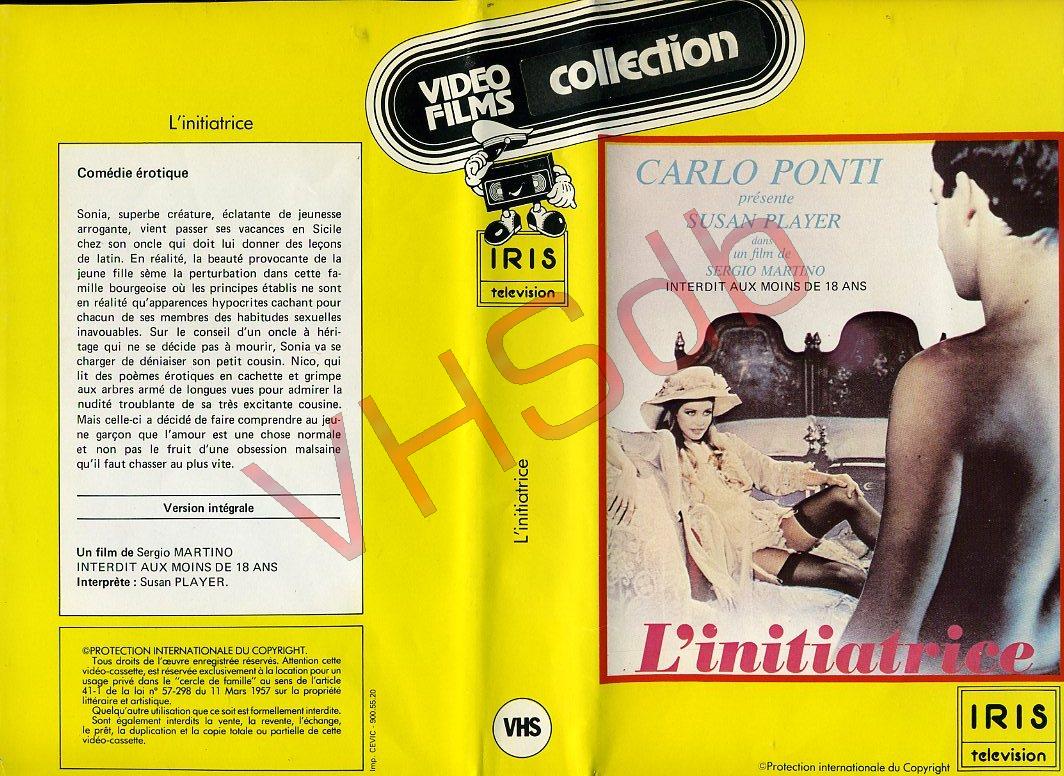 L'initiatrice
Comédie érotique
Sonia, superbe créature, éclatante de jeunesse
arrogante, vient passer ses vacances en Sicile
chez son oncle qui doit lui donner des leçons
de latin. En réalité, la beauté provocante de la
jeune fille sème la perturbation dans cette fa-
mille bourgeoise où les principes établis ne sont
en réalité qu'apparences hypocrites cachant pour
chacun de ses membres des habitudes sexuelles
inavouables. Sur le conseil d'un oncle à héri-
tage qui ne se décide pas à mourir, Sonia va se
charger de déniaiser son petit cousin. Nico, qui
lit des poèmes érotiques en cachette et grimpe
aux arbres armé de longues vues pour admirer la
nudité troublante de sa très excitante cousine.
Mais celle-ci a décidé de faire comprendre au jeu-
ne garçon que l'amour est une chose normale
et non pas le fruit d'une obsession malsaine
qu'il faut chasser au plus vite.
Version intégrale
Un film de Sergio MARTINO
INTERDIT AUX MOINS DE 18 ANS
Interprète : Susan PLAYER.
©PROTECTION INTERNATIONALE DU COPYRIGHT.
Tous droits de l'œuvre enregistrée réservés. Attention cette
vidéo-cassette, est réservée exclusivement à la location pour un
usage privé dans le "cercle de famille" au sens de l'article
41-1 de la loi n° 57-298 du 11 Mars 1957 sur la propriété
littéraire et artistique.
Quelqu'autre utilisation que ce soit est formellement interdite.
Sont également interdits la vente, la revente, l'échange,
le prêt, la duplication et la copie totale ou partielle de cette
vidéo-cassette.
Imp. CEVIC - 900.55.20
VIDEO
FILMS
collection
IRIS
television
L'initiatrice
VHS
CARLO PONTI
présente
SUSAN PLAYER
dans
un film de
SERGIO MARTINO
INTERDIT AUX MOINS DE 18 ANS
L'initiatrice
IRIS
television
©Protection internationale du Copyright
VHSdb